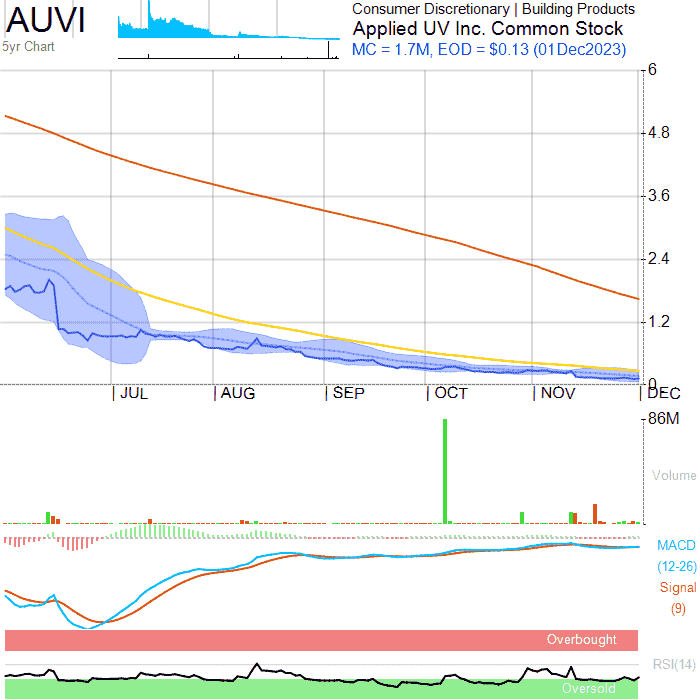 AUVI
5yr Chart
Consumer Discretionary | Building Products
Applied UV Inc. Common Stock
MC = 1.7M, EOD = $0.13 (01Dec2023)
6
4.8
3.6
2.4
1.2
0
JUL
AUG
SEP
OCT
NOV
DEC
86M
Volume
MACD
(12-26)
Signal
(9)
Overbought
RSI(14)
Oversold